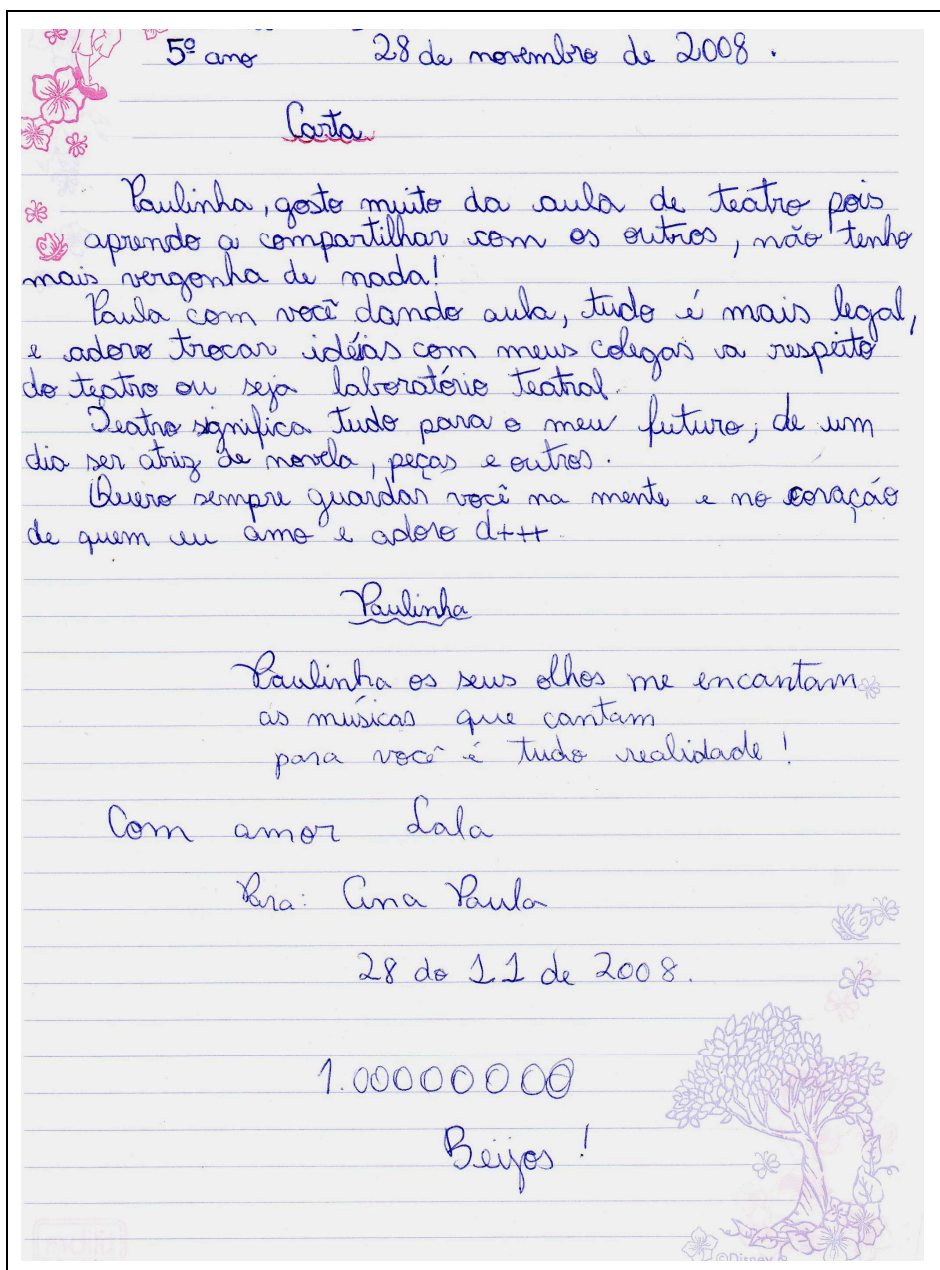 5º ano 28 de novembro de 2008.
Carta
Paulinha, gosto muito da aula de teatro pois
aprendo a compartilhar com os outros, não tenho
mais vergonha de nada!
Paula com você dando aula, tudo é mais legal,
e adoro trocar idéias com meus colegas a respeito
do teatro ou seja laboratório teatral.
Teatro significa tudo para o meu futuro, de um
dia ser atriz de novela, peças e outros.
Quero sempre guardar você na mente e no coração
de quem eu amo e adoro d+++
Paulinha
Paulinha os seus olhos me encantam
as músicas que cantam
para você é tudo realidade!
Com amor Lala
Para: Ana Paula
28 do 11 de 2008.
1.00000000
Beijos!
©Disney